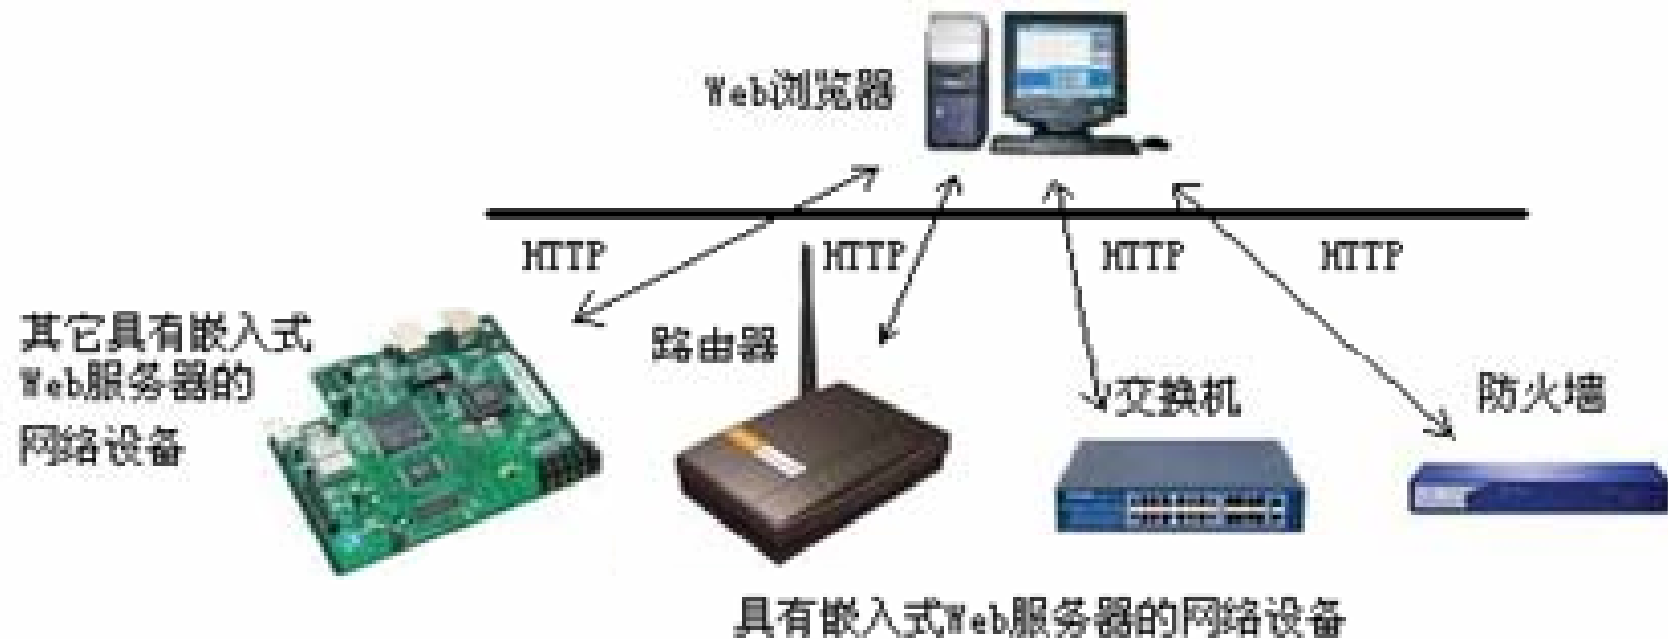 Web浏览器
HTTP
HTTP
HTTP
HTTP
其它具有嵌入式
Web服务器的
网络设备
路由器
交换机
防火墙
具有嵌入式Web服务器的网络设备